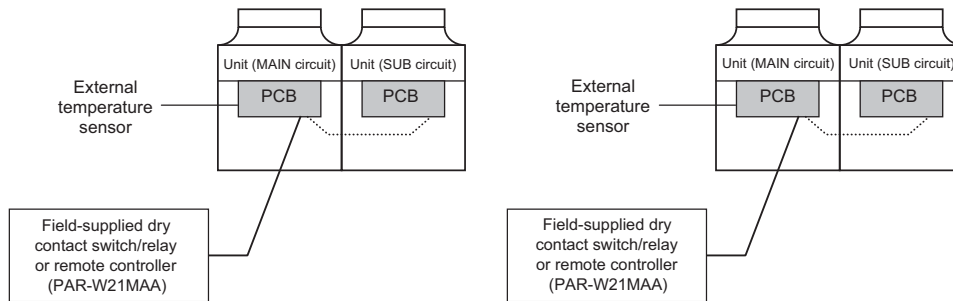 Unit (MAIN circuit)
Unit (SUB circuit)
External
temperature
sensor
PCB
PCB
Field-supplied dry
contact switch/relay
or remote controller
(PAR-W21MAA)
Unit (MAIN circuit)
Unit (SUB circuit)
External
temperature
sensor
PCB
PCB
Field-supplied dry
contact switch/relay
or remote controller
(PAR-W21MAA)